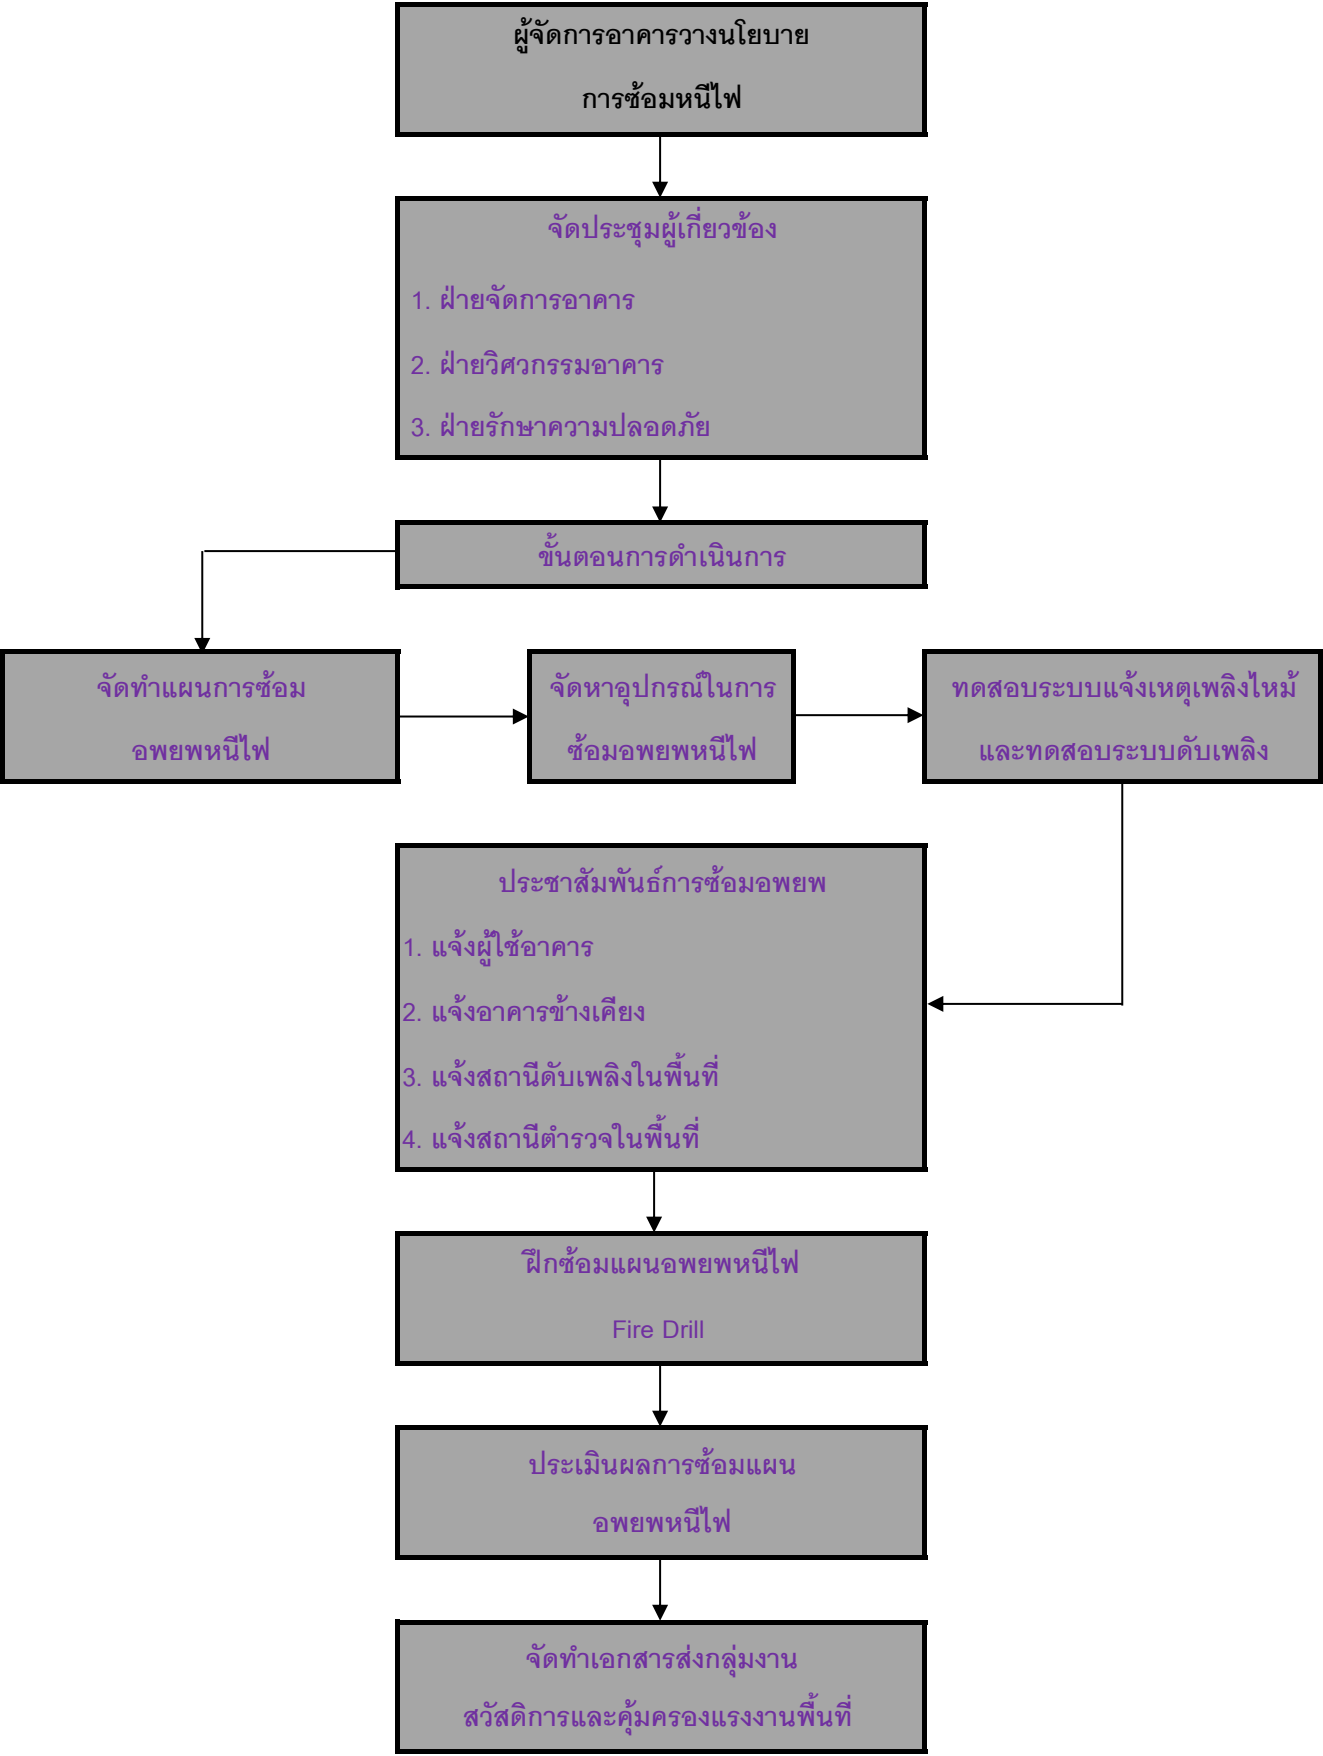 ผู้จัดการอาคารวางนโยบาย
การซ้อมหนีไฟ
จัดประชุมผู้เกี่ยวข้อง
1. ฝ่ายจัดการอาคาร
2. ฝ่ายวิศวกรรมอาคาร
3. ฝ่ายรักษาความปลอดภัย
ขั้นตอนการดำเนินการ
จัดทำแผนการซ้อม
อพยพหนีไฟ
จัดหาอุปกรณ์ในการ
ซ้อมอพยพหนีไฟ
ทดสอบระบบแจ้งเหตุเพลิงไหม้
และทดสอบระบบดับเพลิง
ประชาสัมพันธ์การซ้อมอพยพ
1. แจ้งผู้ใช้อาคาร
2. แจ้งอาคารข้างเคียง
3. แจ้งสถานีดับเพลิงในพื้นที่
4. แจ้งสถานีตำรวจในพื้นที่
ฝึกซ้อมแผนอพยพหนีไฟ
Fire Drill
ประเมินผลการซ้อมแผน
อพยพหนีไฟ
จัดทำเอกสารส่งกลุ่มงาน
สวัสดิการและคุ้มครองแรงงานพื้นที่